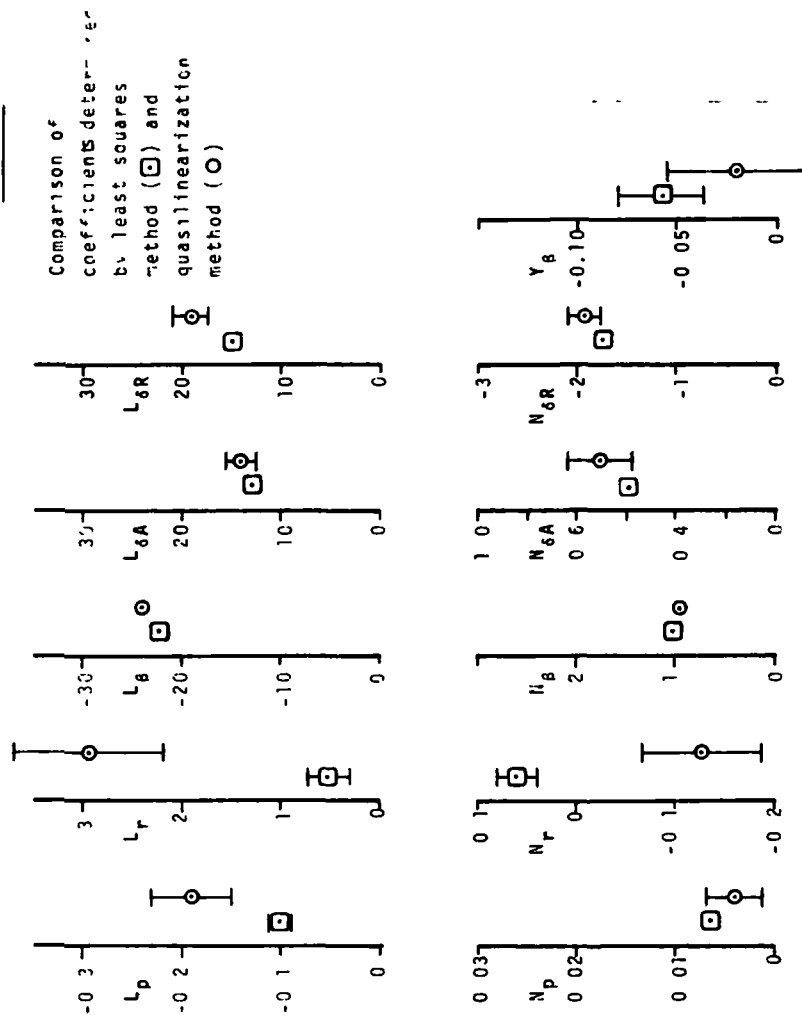 Comparison of
by least squares
method (⊡) and
quasilinearization
method (⊙)
-0 3
L_p
-0 2
-0 1
0
3
L_r
2
1
0
-30
L_β
-20
-10
0
L_δA
20
10
0
30
L_δR
20
10
0
0 03
N_p
0 02
0 01
0
0 1
N_r
0
-0 1
-0 2
N_β
2
1
0
1 0
N_δA
0 6
0 4
0
-3
N_δR
-2
-1
0
Y_β
-0.10
-0 05
0